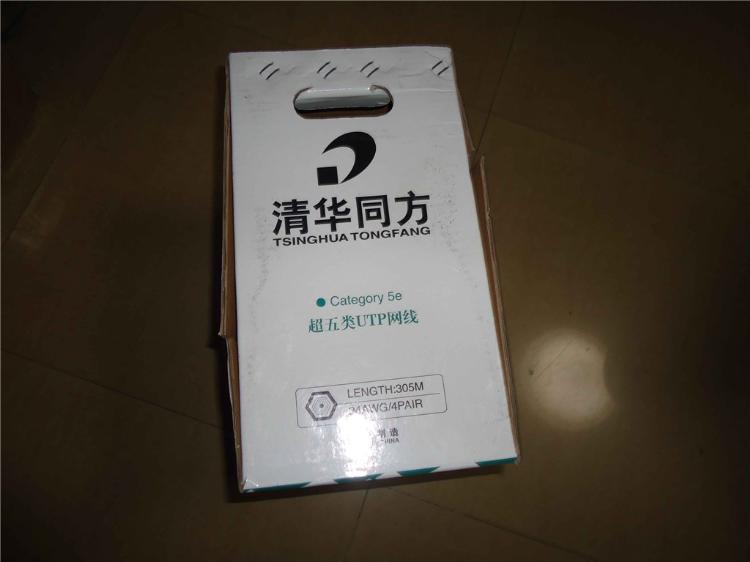 清华同方
TSINGHUA TONGFANG
Category 5e
超五类UTP网线
LENGTH:305M
24AWG/4PAIR